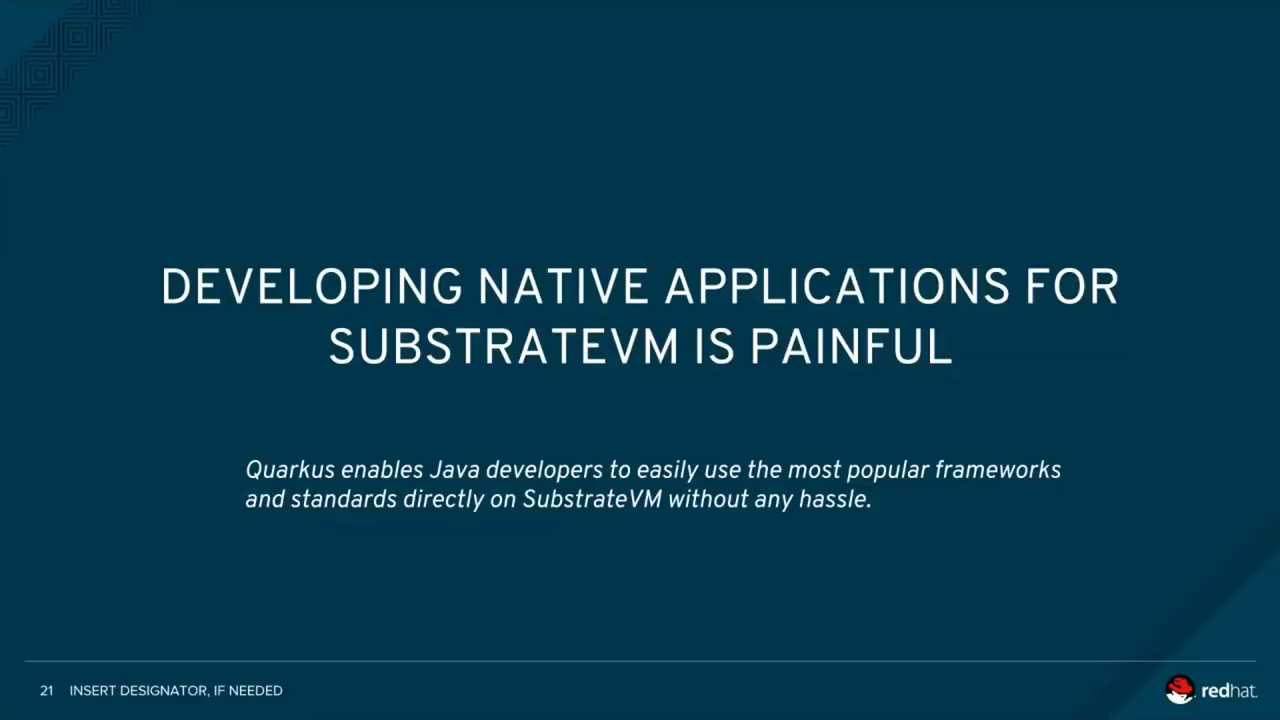 DEVELOPING NATIVE APPLICATIONS FOR
SUBSTRATEVM IS PAINFUL
Quarkus enables Java developers to easily use the most popular frameworks
and standards directly on SubstrateVM without any hassle.
21 INSERT DESIGNATOR, IF NEEDED
redhat.